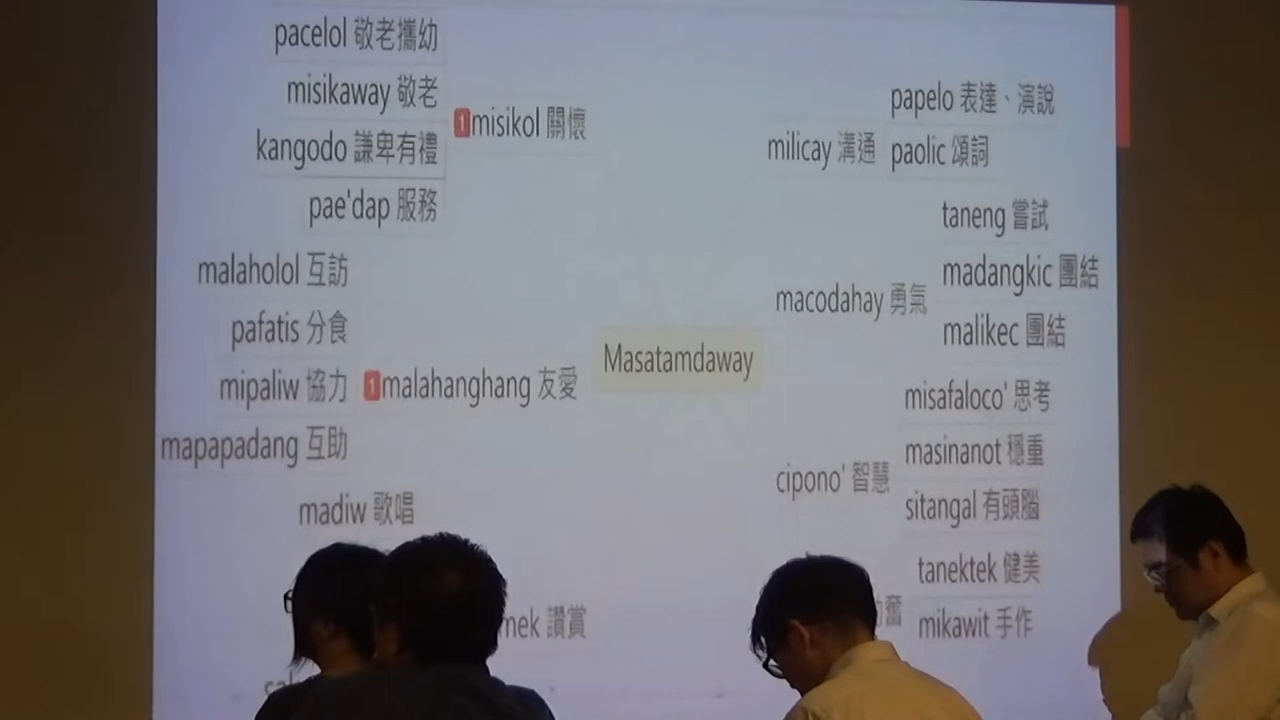 pacelol 敬老攜幼
misikaway 敬老
kangodo 謙卑有禮
pae'dap 服務
1 misikol 關懷
malaholol 互訪
pafatis 分食
mipaliw 協力
mapapadang 互助
1 malahanghang 友愛
madiw 歌唱
讚賞
Masatamdaway
milicay 溝通
papelo 表達、演說
paolic 頌詞
macodahay 勇氣
taneng 嘗試
madangkic 團結
malikec 團結
cipono' 智慧
misafaloco' 思考
masinanot 穩重
sitangal 有頭腦
tanektek 健美
mikawit 手作